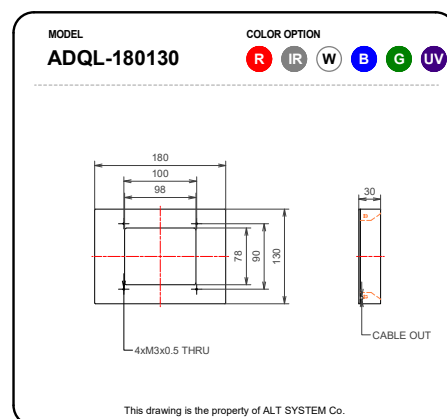 MODEL
COLOR OPTION
ADQL-180130
R IR W B G UV
180
100
98
30
78
90
130
CABLE OUT
4xM3x0.5 THRU
This drawing is the property of ALT SYSTEM Co.